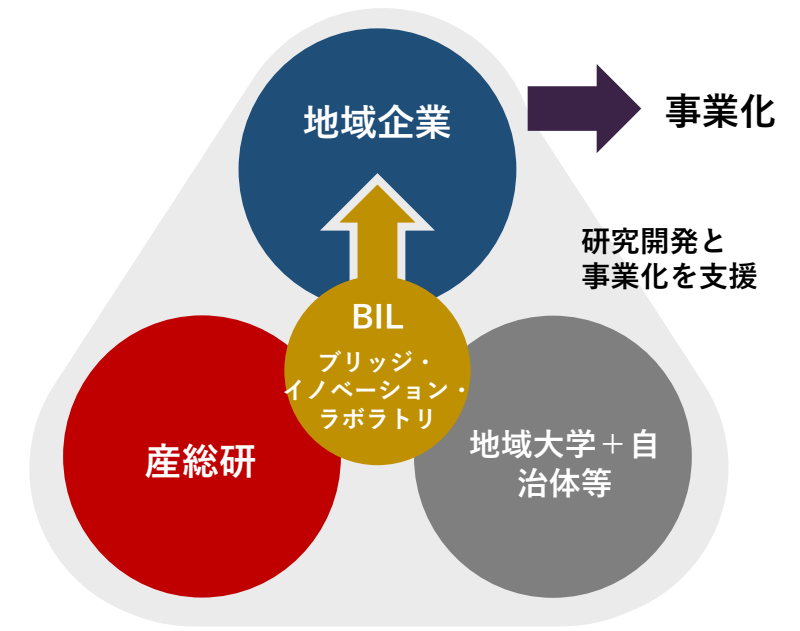 地域企業
事業化
研究開発と
事業化を支援
BIL
ブリッジ・
イノベーション・
ラボラトリ
産総研
地域大学＋自
治体等